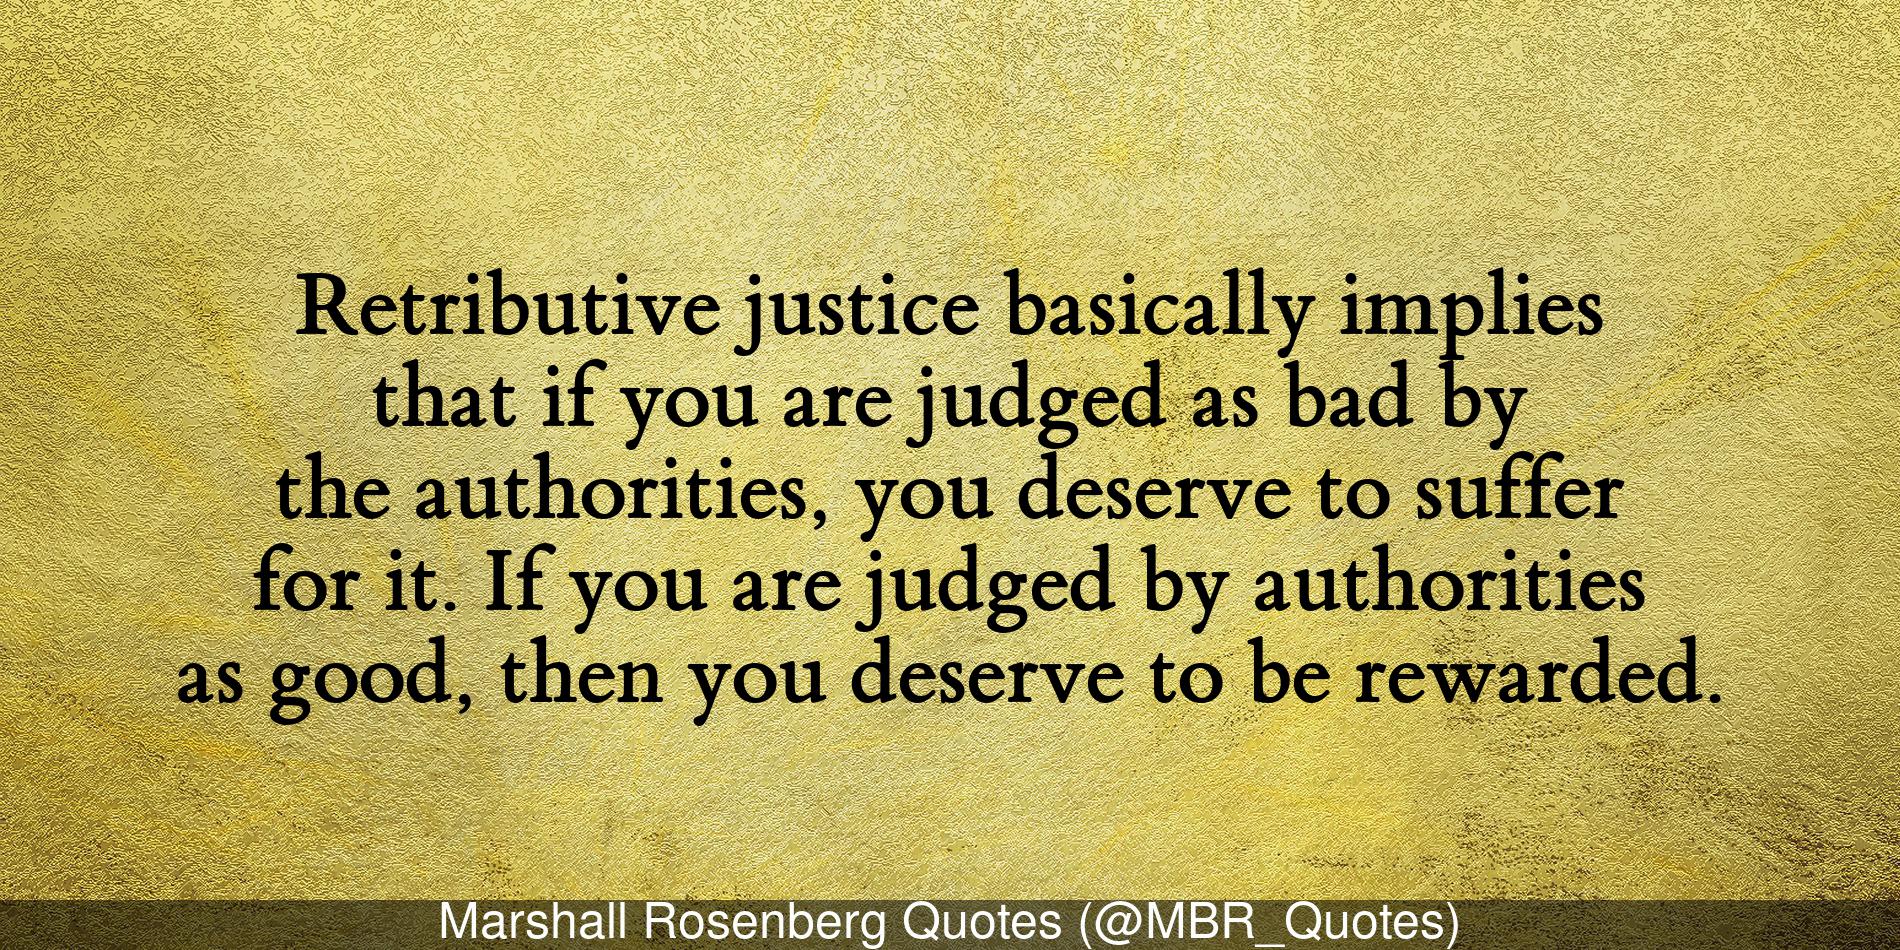 Retributive justice basically implies
that if you are judged as bad by
the authorities, you deserve to suffer
for it. If you are judged by authorities
as good, then you deserve to be rewarded.
Marshall Rosenberg Quotes (@MBR_Quotes)